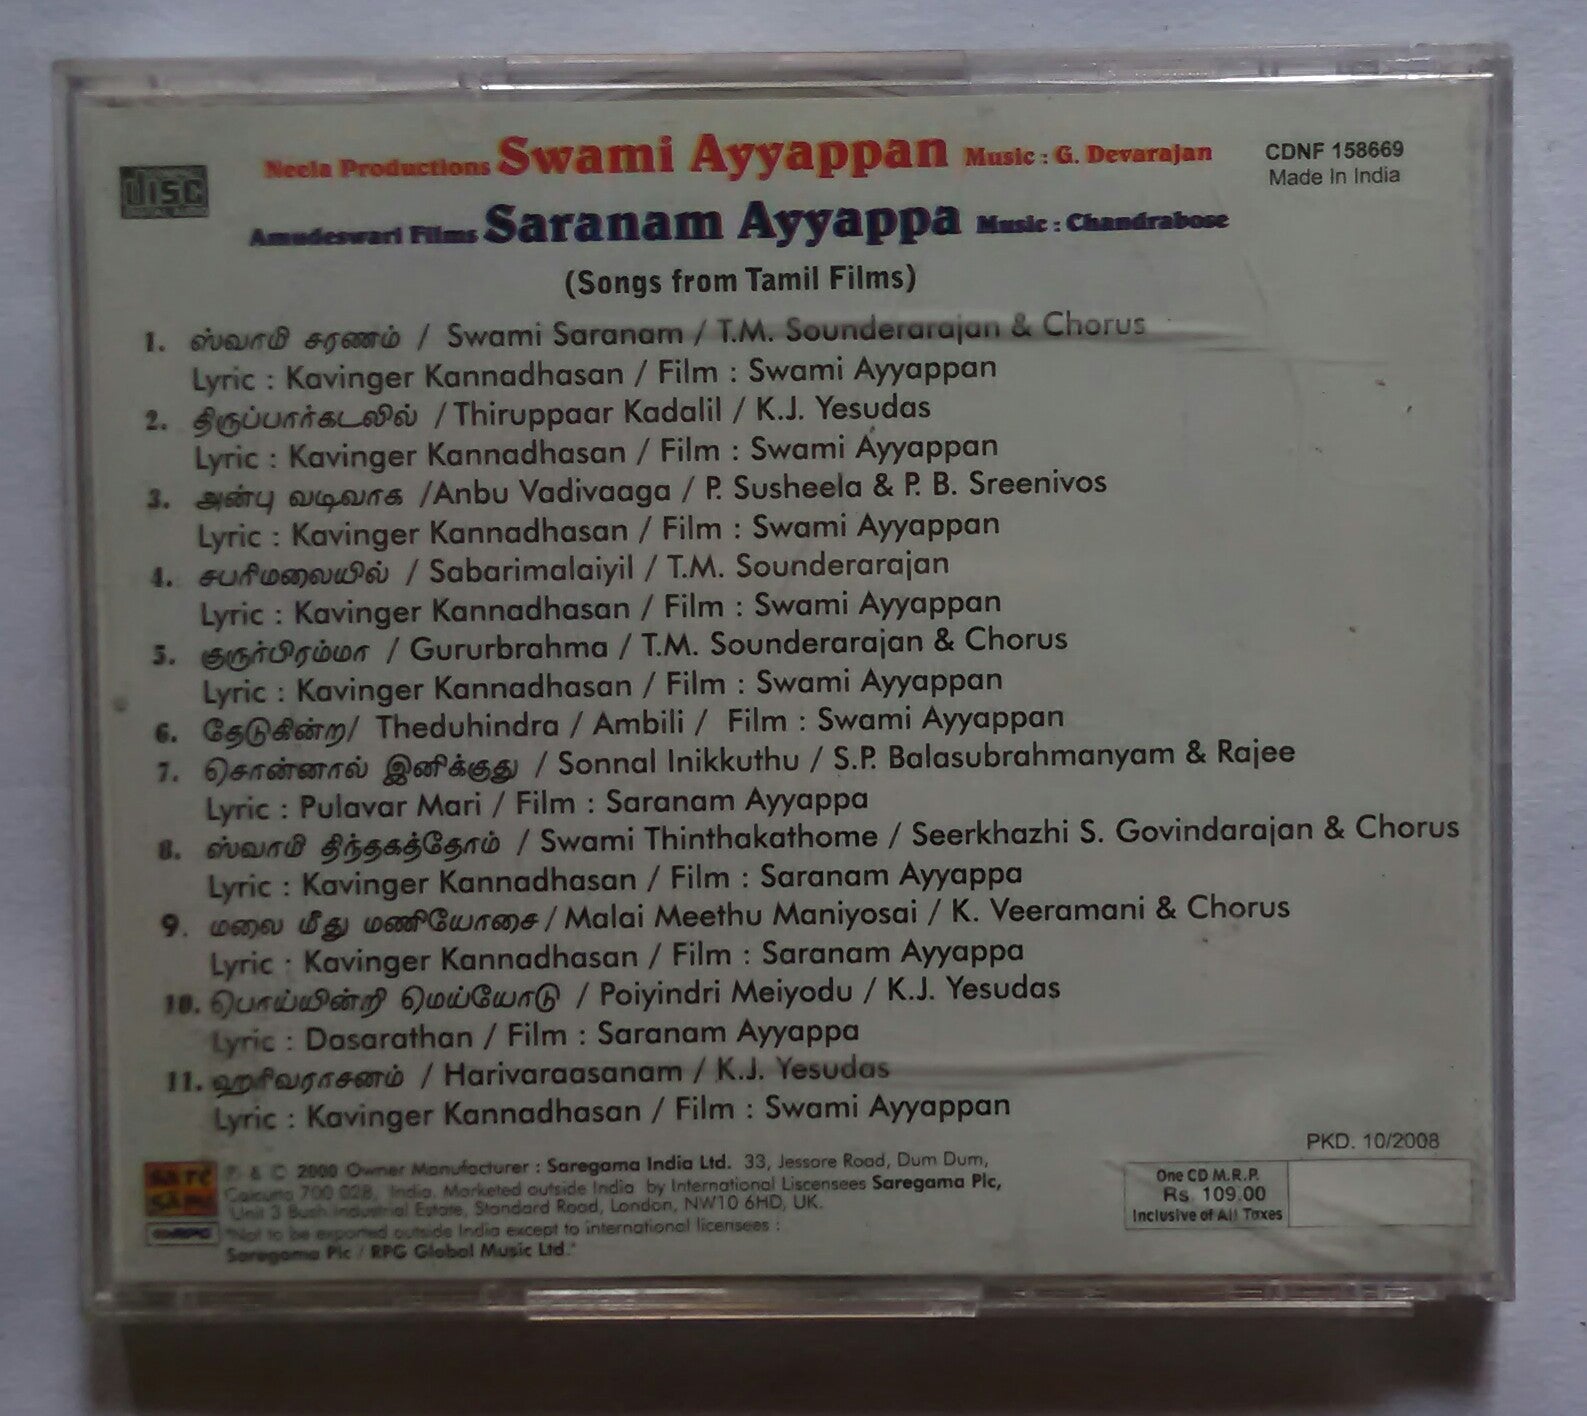 DISC
Neela Productions Swami Ayyappan Music : G. Devarajan
CDNF 158669
Made In India
Amudeswari Films Saranam Ayyappa Music : Chandrabose
(Songs from Tamil Films)
1. ஸ்வாமி சரணம் / Swami Saranam / T.M. Sounderarajan & Chorus
Lyric : Kavinger Kannadhasan / Film : Swami Ayyappan
2. திருப்பார்கடலில் / Thiruppaar Kadalil / K.J. Yesudas
Lyric : Kavinger Kannadhasan / Film : Swami Ayyappan
3. அன்பு வடிவாக /Anbu Vadivaaga / P. Susheela & P. B. Sreenivos
Lyric : Kavinger Kannadhasan / Film : Swami Ayyappan
4. சபரிமலையில் / Sabarimalaiyil / T.M. Sounderarajan
Lyric : Kavinger Kannadhasan / Film : Swami Ayyappan
5. குருர்பிரம்மா / Gururbrahma / T.M. Sounderarajan & Chorus
Lyric : Kavinger Kannadhasan / Film : Swami Ayyappan
6. தேடுகின்ற/ Theduhindra / Ambili / Film : Swami Ayyappan
7. சொன்னால் இனிக்குது / Sonnal Inikkuthu / S.P. Balasubrahmanyam & Rajee
Lyric : Pulavar Mari / Film : Saranam Ayyappa
8. ஸ்வாமி திந்தகத்தோம் / Swami Thinthakathome / Seerkhazhi S. Govindarajan & Chorus
Lyric : Kavinger Kannadhasan / Film : Saranam Ayyappa
9. மலை மீது மணியோசை / Malai Meethu Maniyosai / K. Veeramani & Chorus
Lyric : Kavinger Kannadhasan / Film : Saranam Ayyappa
10. பொய்யின்றி மெய்யோடு / Poiyindri Meiyodu / K.J. Yesudas
Lyric : Dasarathan / Film : Saranam Ayyappa
11. ஹரிவராசனம் / Harivaraasanam / K.J. Yesudas
Lyric : Kavinger Kannadhasan / Film : Swami Ayyappan
PKD. 10/2008
SARE
GAMA
P. & C 2000 Owner Manufacturer : Saregama India Ltd. 33, Jessore Road, Dum Dum,
Calcutta 700 028, India. Marketed outside India by International Liscensees Saregama Plc,
Unit 3 Bush Industrial Estate, Standard Road, London, NW10 6HD, UK.
*Not to be exported outside India except to international licensees :
Saregama Plc / RPG Global Music Ltd.*
One CD M.R.P.
Rs. 109.00
Inclusive of All Taxes